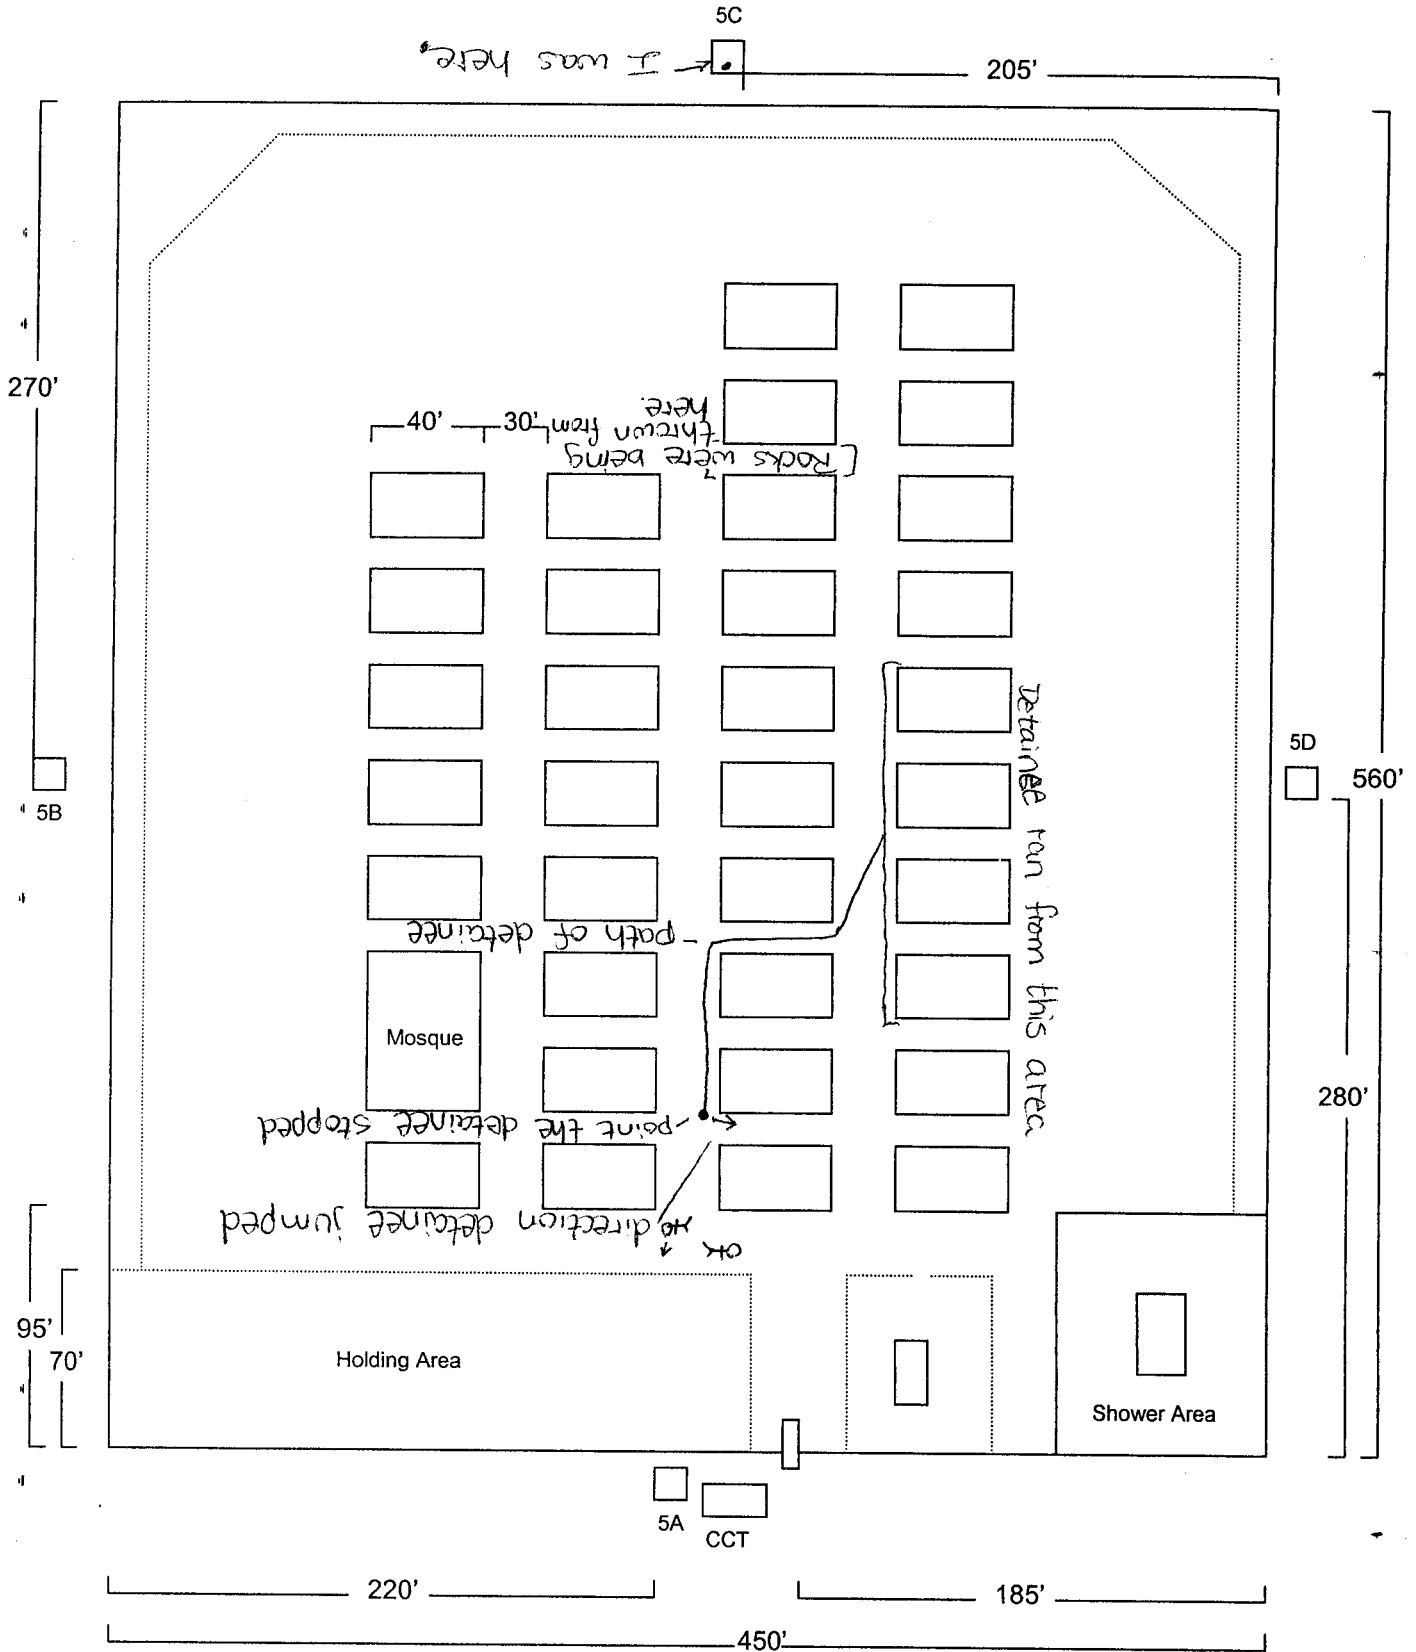 5C
I was here.
205'
270'
40'
30'
[Rocks were being
thrown from
here.
5D
560'
5B
Detainee ran from this area
- path of detainee
Mosque
280'
- point the detainee stopped
direction detainee jumped
95'
70'
Holding Area
Shower Area
5A
CCT
220'
185'
450'